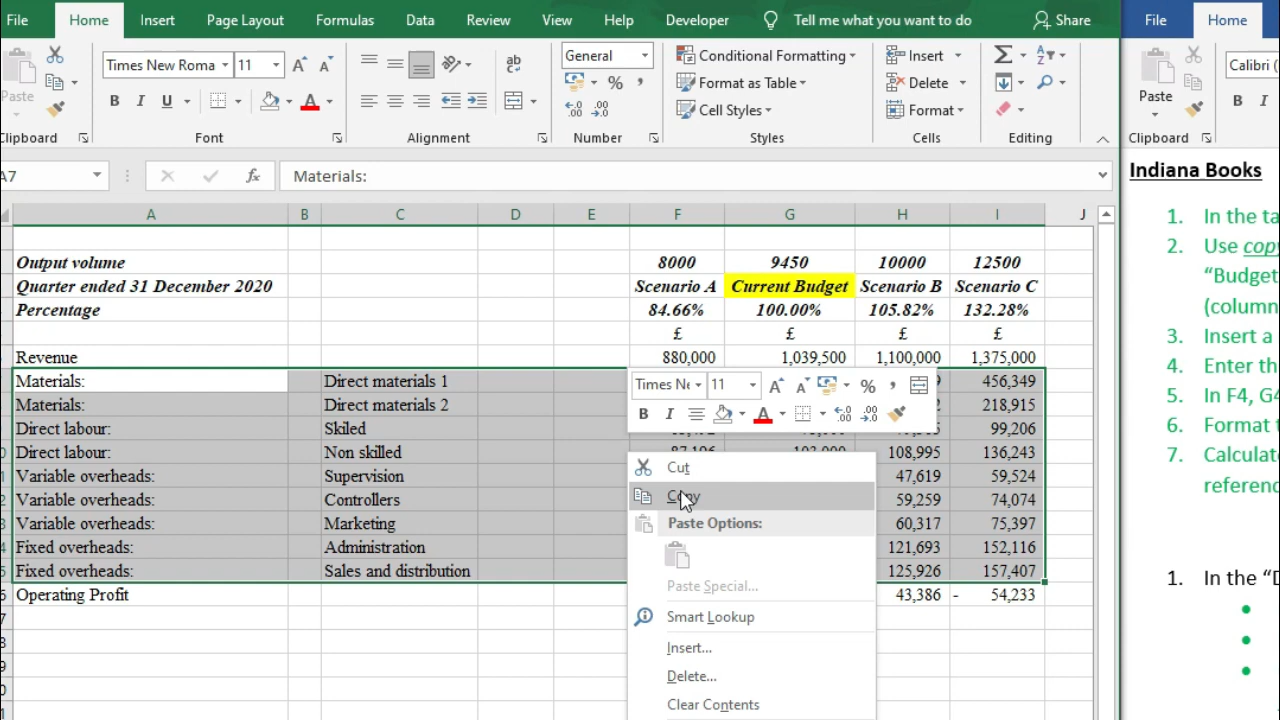 File Home Insert Page Layout Formulas Data Review View Help Developer Tell me what you want to do Share
File Home
Paste
Times New Roma 11
General
Conditional Formatting
Format as Table
Cell Styles
Insert
Delete
Format
Paste
Calibri (
B I U
B I
Clipboard Font Alignment Number Styles Cells Editing
Clipboard
A7 fx Materials:
A B C D E F G H I J
Output volume 8000 9450 10000 12500
Quarter ended 31 December 2020 Scenario A Current Budget Scenario B Scenario C
Percentage 84.66% 100.00% 105.82% 132.28%
£ £ £ £
Revenue 880,000 1,039,500 1,100,000 1,375,000
Materials: Direct materials 1 456,349
Materials: Direct materials 2 218,915
Direct labour: Skiled 99,206
Direct labour: Non skilled 108,995 136,243
Variable overheads: Supervision 47,619 59,524
Variable overheads: Controllers 59,259 74,074
Variable overheads: Marketing 60,317 75,397
Fixed overheads: Administration 121,693 152,116
Fixed overheads: Sales and distribution 125,926 157,407
Operating Profit 43,386 - 54,233
Times Ne 11
B I
Cut
Copy
Paste Options:
Paste Special...
Smart Lookup
Insert...
Delete...
Clear Contents
Indiana Books
1. In the ta
2. Use copy
"Budget
(column
3. Insert a
4. Enter th
5. In F4, G4
6. Format t
7. Calculate
referenc
1. In the "D